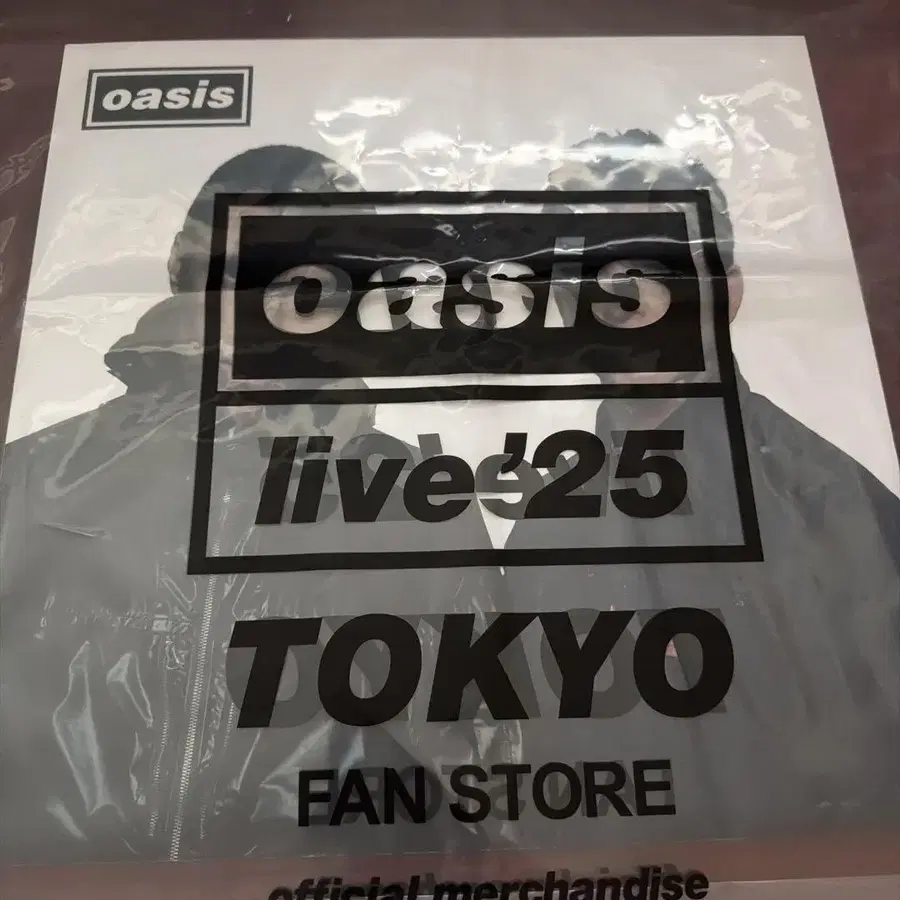 oasis
oasis
live '25
TOKYO
FAN STORE
official merchandise